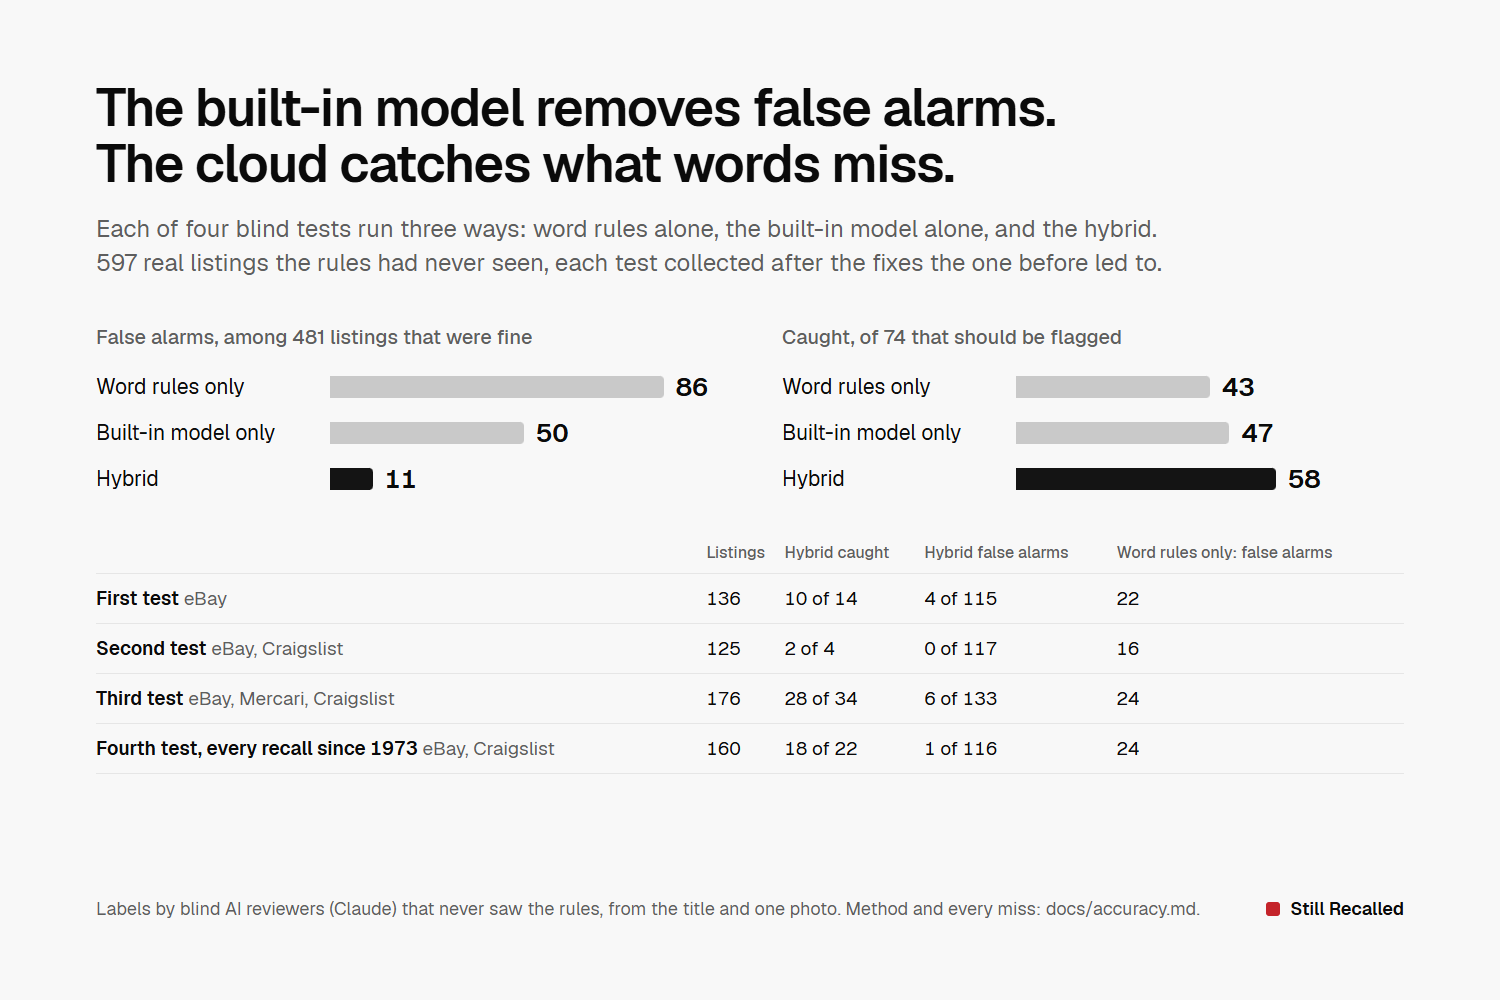 The built-in model removes false alarms.
The cloud catches what words miss.
Each of four blind tests run three ways: word rules alone, the built-in model alone, and the hybrid.
597 real listings the rules had never seen, each test collected after the fixes the one before led to.
False alarms, among 481 listings that were fine
Word rules only 86
Built-in model only 50
Hybrid 11
Caught, of 74 that should be flagged
Word rules only 43
Built-in model only 47
Hybrid 58
Listings Hybrid caught Hybrid false alarms Word rules only: false alarms
First test eBay 136 10 of 14 4 of 115 22
Second test eBay, Craigslist 125 2 of 4 0 of 117 16
Third test eBay, Mercari, Craigslist 176 28 of 34 6 of 133 24
Fourth test, every recall since 1973 eBay, Craigslist 160 18 of 22 1 of 116 24
Labels by blind AI reviewers (Claude) that never saw the rules, from the title and one photo. Method and every miss: docs/accuracy.md.
Still Recalled